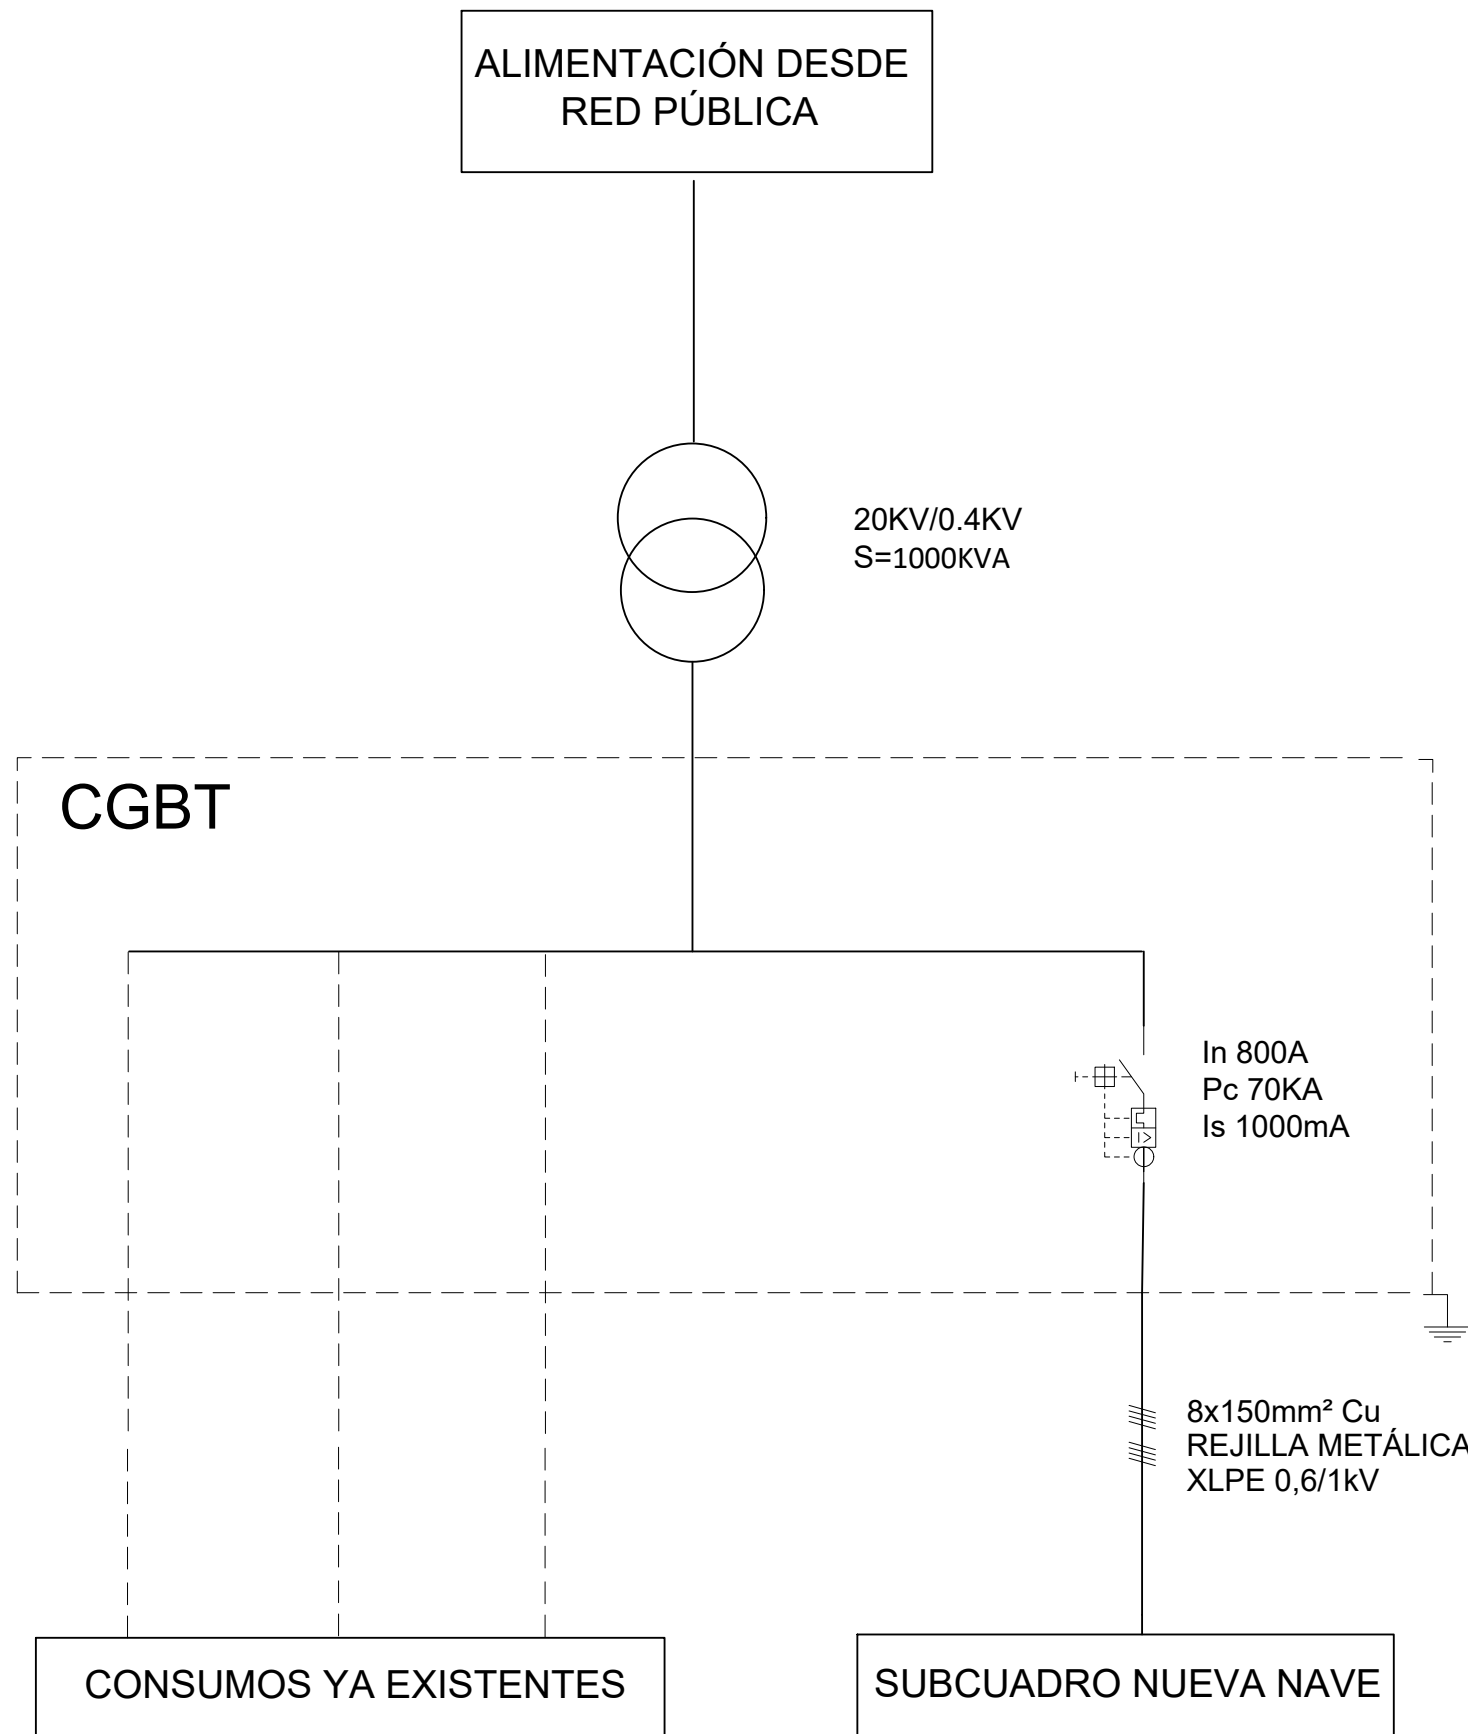 ALIMENTACIÓN DESDE
RED PÚBLICA
20KV/0.4KV
S=1000KVA
CGBT
In 800A
Pc 70KA
Is 1000mA
I>
8x150mm² Cu
REJILLA METÁLICA
XLPE 0,6/1kV
CONSUMOS YA EXISTENTES
SUBCUADRO NUEVA NAVE